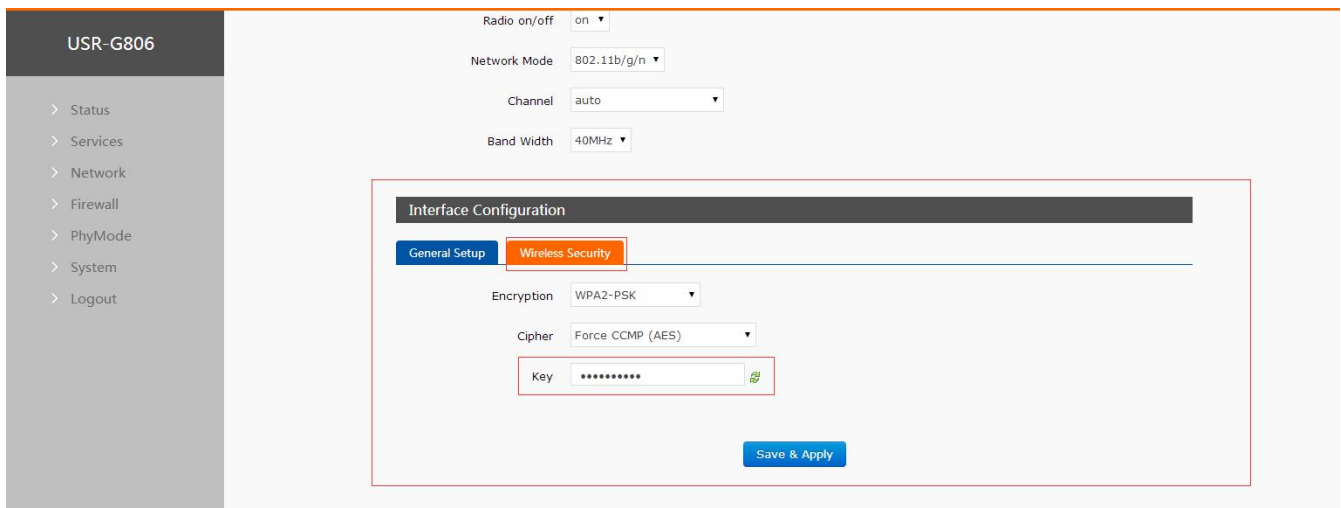 USR-G806
Status
Services
Network
Firewall
PhyMode
System
Logout
Radio on/off on
Network Mode 802.11b/g/n
Channel auto
Band Width 40MHz
Interface Configuration
General Setup Wireless Security
Encryption WPA2-PSK
Cipher Force CCMP (AES)
Key ••••••••••
Save & Apply